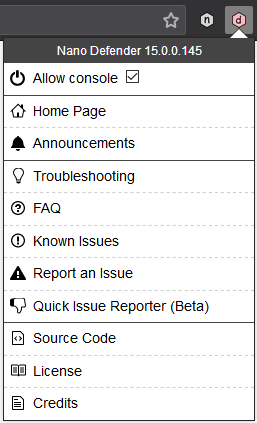 n
d
Nano Defender 15.0.0.145
Allow console
Home Page
Announcements
Troubleshooting
FAQ
Known Issues
Report an Issue
Quick Issue Reporter (Beta)
Source Code
License
Credits